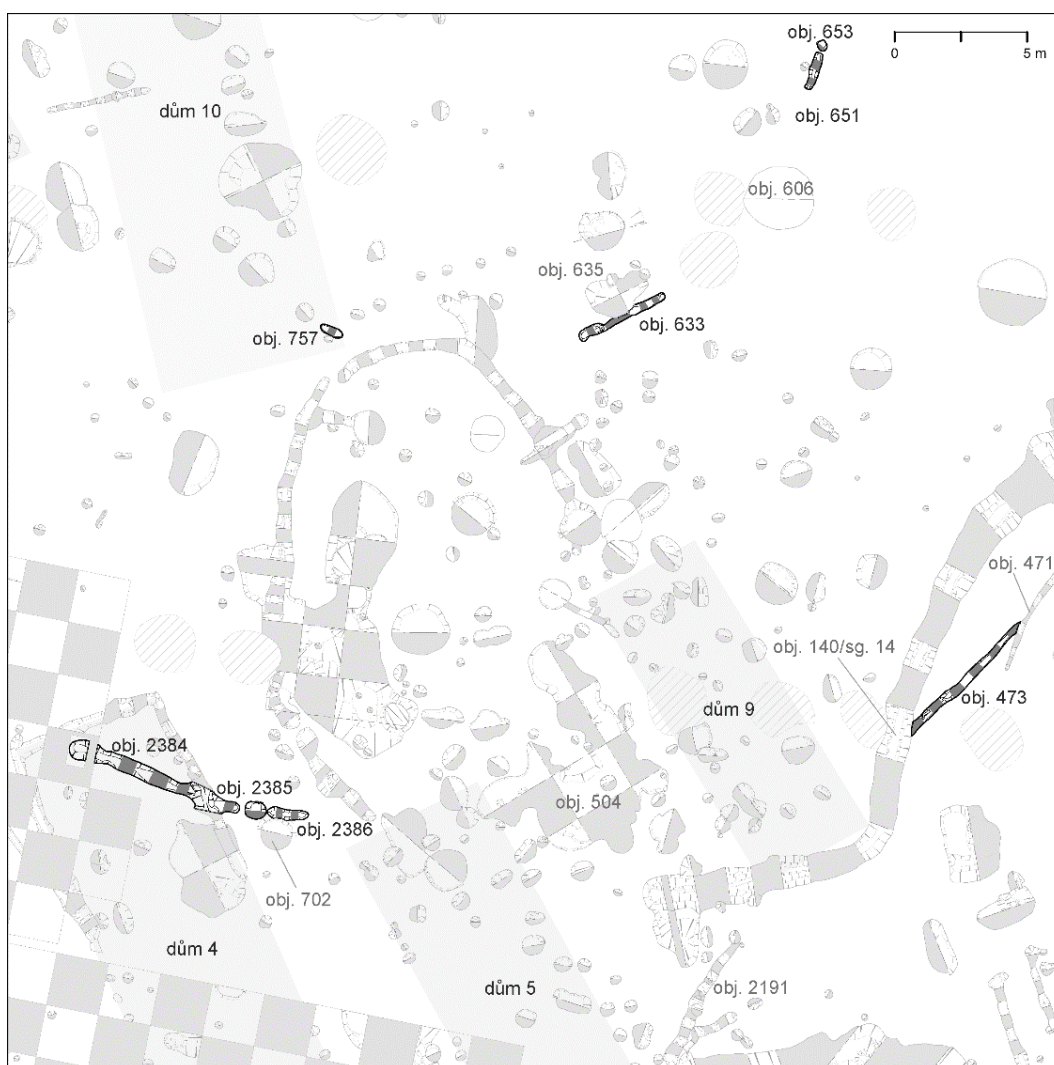 obj. 653
0 5 m
dům 10
obj. 651
obj. 606
obj. 635
obj. 633
obj. 757
obj. 471
obj. 140/sg. 14
obj. 473
dům 9
obj. 2384
obj. 2385
obj. 504
obj. 2386
obj. 702
dům 4
dům 5
obj. 2191